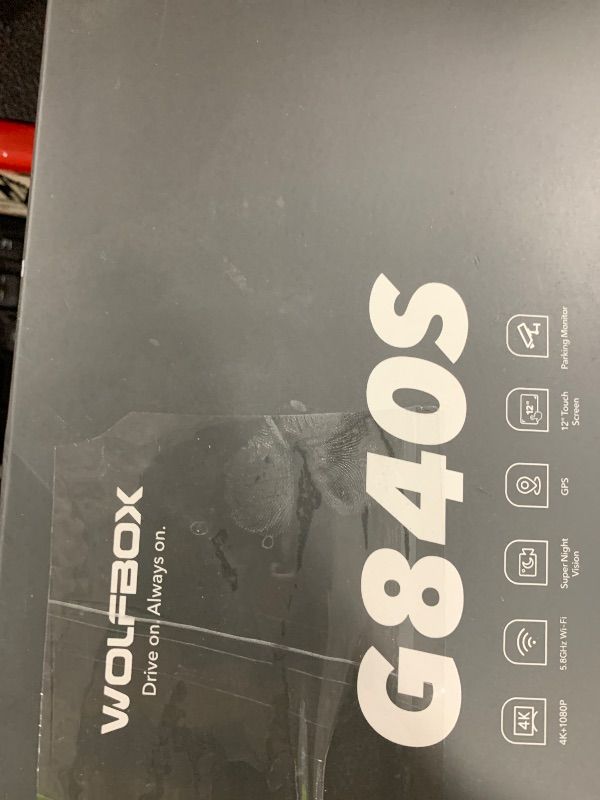 WOLFBOX
Drive on. Always on.
G840S
4K
4K+1080P
5.8GHz Wi-Fi
Super Night
Vision
GPS
12"
12" Touch
Screen
Parking Monitor